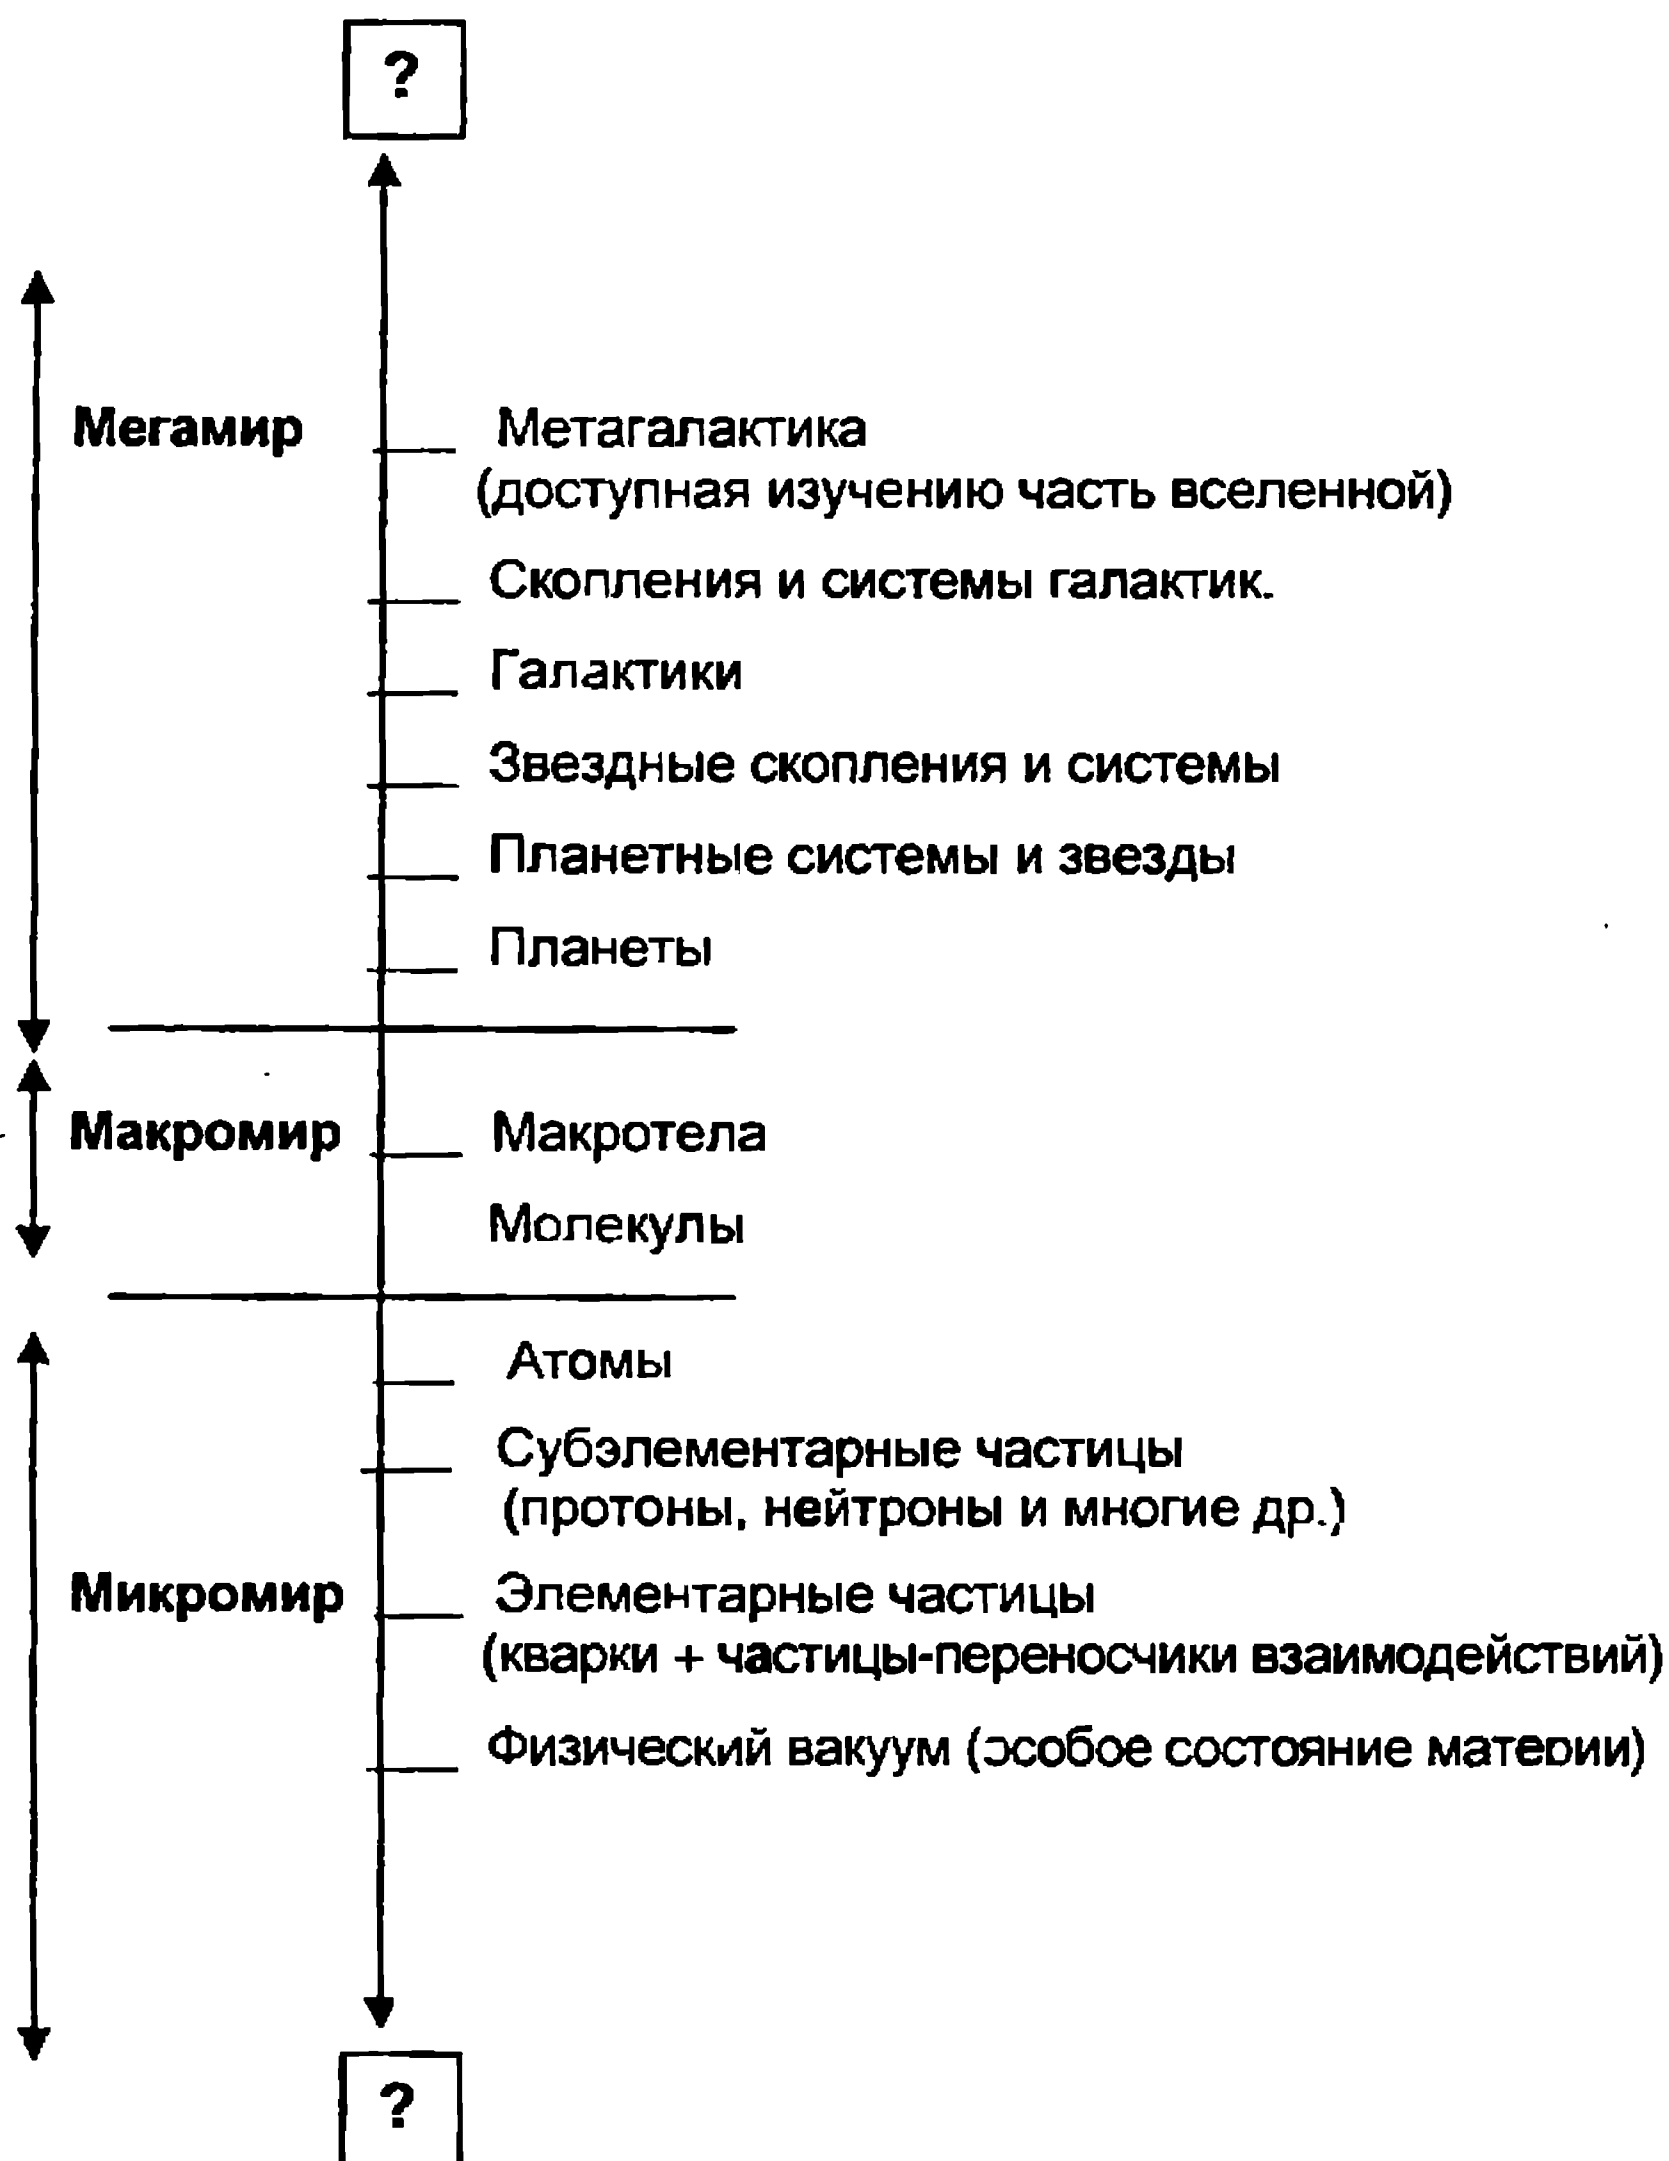 ?
Мегамир
Метагалактика
(доступная изучению часть вселенной)
Скопления и системы галактик.
Галактики
Звездные скопления и системы
Планетные системы и звезды
Планеты
Макромир
Макротела
Молекулы
Атомы
Субэлементарные частицы
(протоны, нейтроны и многие др.)
Микромир
Элементарные частицы
(кварки + частицы-переносчики взаимодействий)
Физический вакуум (особое состояние материи)
?